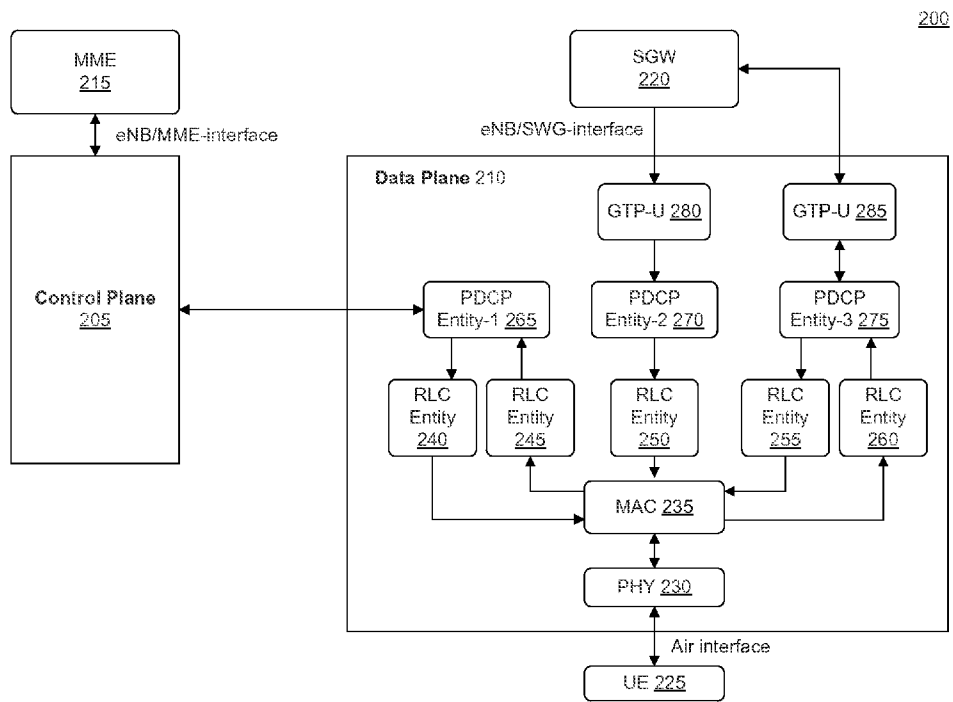 200
MME
215
SGW
220
eNB/MME-interface
eNB/SWG-interface
Data Plane 210
GTP-U 280
GTP-U 285
Control Plane
205
PDCP
Entity-1 265
PDCP
Entity-2 270
PDCP
Entity-3 275
RLC
Entity
240
RLC
Entity
245
RLC
Entity
250
RLC
Entity
255
RLC
Entity
260
MAC 235
PHY 230
Air interface
UE 225